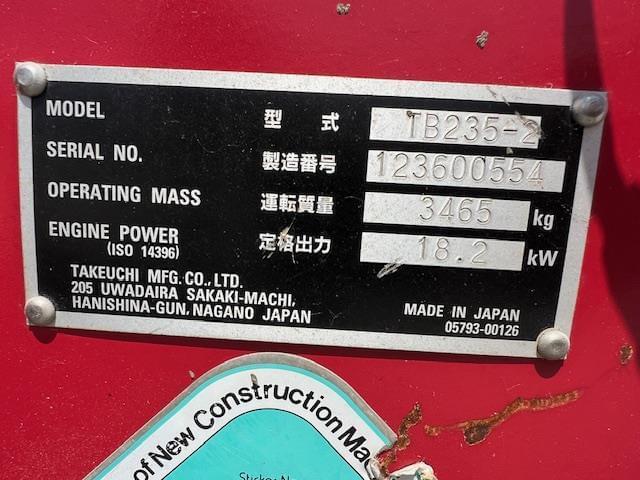 MODEL 型 式 TB235-2
SERIAL NO. 製造番号 123600554
OPERATING MASS 運転質量 3465 kg
ENGINE POWER 定格出力 18.2 kW
(ISO 14396)
TAKEUCHI MFG. CO., LTD.
205 UWADAIRA SAKAKI-MACHI,
HANISHINA-GUN, NAGANO JAPAN
MADE IN JAPAN
05793-00126
of New Construction